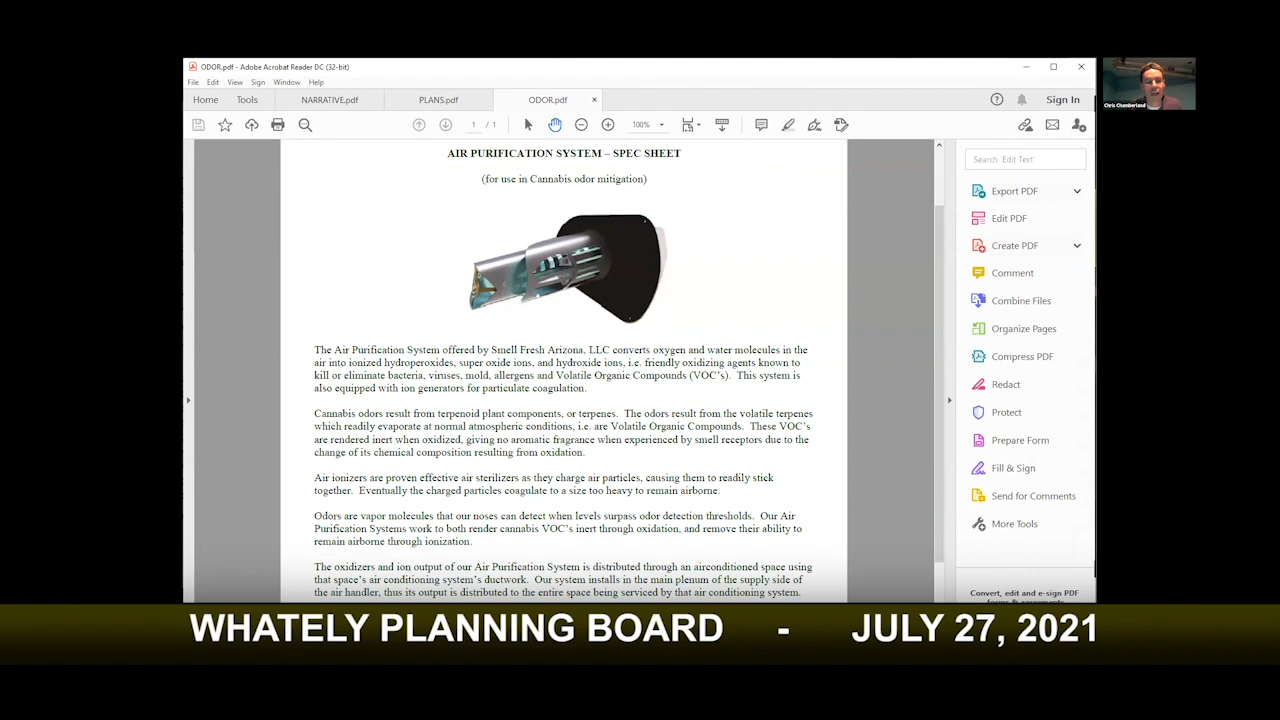 ODOR.pdf - Adobe Acrobat Reader DC (32-bit)
File Edit View Sign Window Help
Home Tools NARRATIVE.pdf PLANS.pdf ODOR.pdf × Sign In
1 / 1 100%
AIR PURIFICATION SYSTEM – SPEC SHEET
(for use in Cannabis odor mitigation)
The Air Purification System offered by Smell Fresh Arizona, LLC converts oxygen and water molecules in the
air into ionized hydroperoxides, super oxide ions, and hydroxide ions, i.e. friendly oxidizing agents known to
kill or eliminate bacteria, viruses, mold, allergens and Volatile Organic Compounds (VOC's). This system is
also equipped with ion generators for particulate coagulation.
Cannabis odors result from terpenoid plant components, or terpenes. The odors result from the volatile terpenes
which readily evaporate at normal atmospheric conditions, i.e. are Volatile Organic Compounds. These VOC's
are rendered inert when oxidized, giving no aromatic fragrance when experienced by smell receptors due to the
change of its chemical composition resulting from oxidation.
Air ionizers are proven effective air sterilizers as they charge air particles, causing them to readily stick
together. Eventually the charged particles coagulate to a size too heavy to remain airborne.
Odors are vapor molecules that our noses can detect when levels surpass odor detection thresholds. Our Air
Purification Systems work to both render cannabis VOC's inert through oxidation, and remove their ability to
remain airborne through ionization.
The oxidizers and ion output of our Air Purification System is distributed through an airconditioned space using
that space's air conditioning system's ductwork. Our system installs in the main plenum of the supply side of
the air handler, thus its output is distributed to the entire space being serviced by that air conditioning system.
Search 'Edit Text'
Export PDF
Edit PDF
Create PDF
Comment
Combine Files
Organize Pages
Compress PDF
Redact
Protect
Prepare Form
Fill & Sign
Send for Comments
More Tools
Convert, edit and e-sign PDF
forms & agreements
Chris Chamberland
WHATELY PLANNING BOARD - JULY 27, 2021